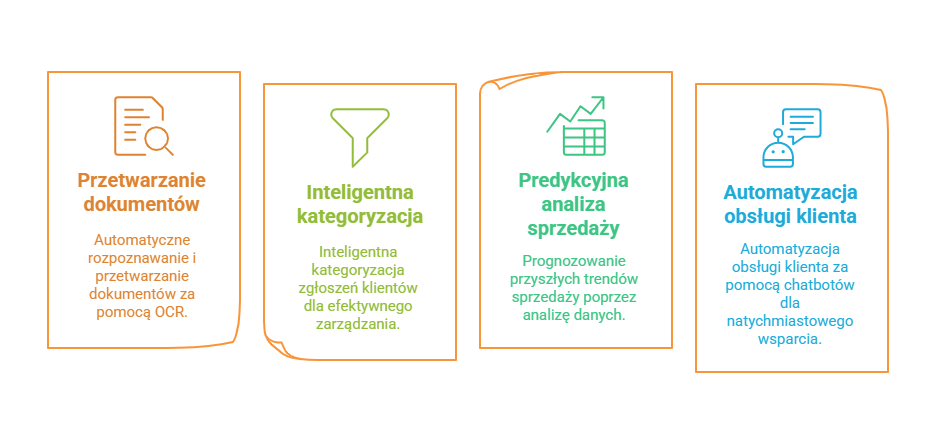 Przetwarzanie
dokumentów
Automatyczne
rozpoznawanie i
przetwarzanie
dokumentów za
pomocą OCR.
Inteligentna
kategoryzacja
Inteligentna
kategoryzacja
zgłoszeń klientów
dla efektywnego
zarządzania.
Predykcyjna
analiza
sprzedaży
Prognozowanie
przyszłych trendów
sprzedaży poprzez
analizę danych.
Automatyzacja
obsługi klienta
Automatyzacja
obsługi klienta za
pomocą chatbotów
dla
natychmiastowego
wsparcia.